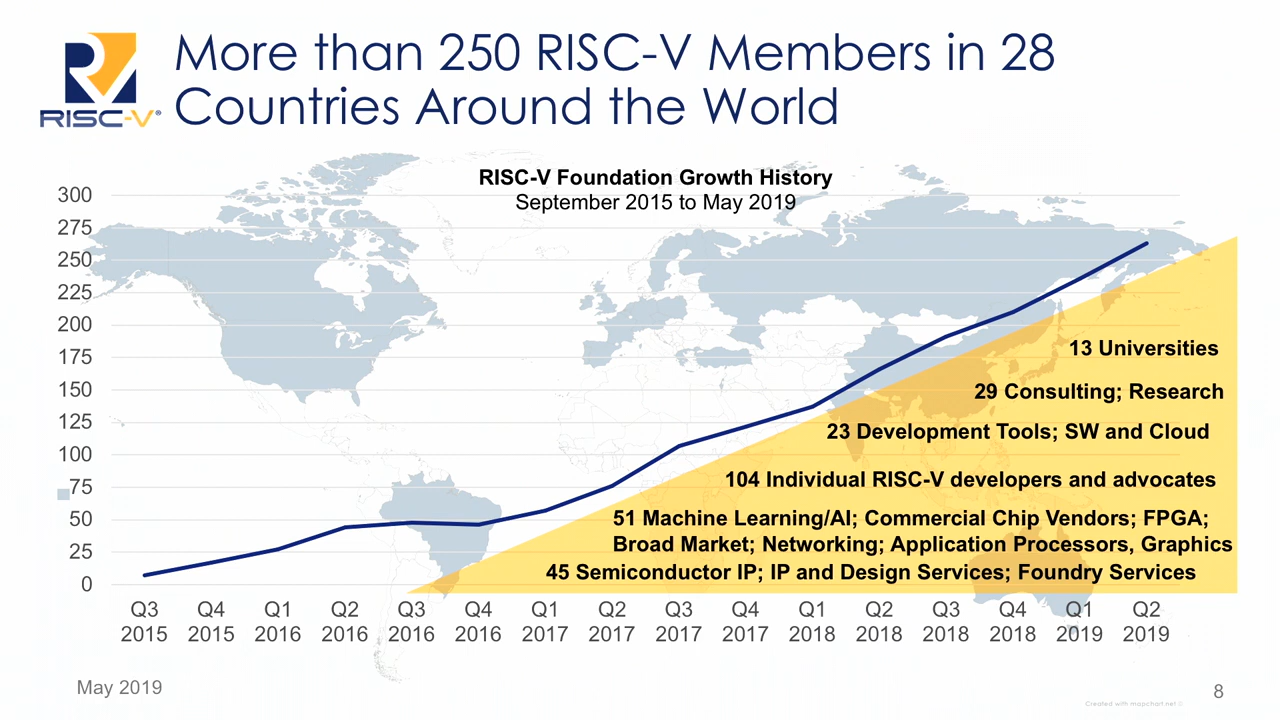 More than 250 RISC-V Members in 28
Countries Around the World
RISC-V®
RISC-V Foundation Growth History
September 2015 to May 2019
300
275
250
225
200
175
150
125
100
75
50
25
0
13 Universities
29 Consulting; Research
23 Development Tools; SW and Cloud
104 Individual RISC-V developers and advocates
51 Machine Learning/AI; Commercial Chip Vendors; FPGA;
Broad Market; Networking; Application Processors, Graphics
45 Semiconductor IP; IP and Design Services; Foundry Services
Q3 Q4 Q1 Q2 Q3 Q4 Q1 Q2 Q3 Q4 Q1 Q2 Q3 Q4 Q1 Q2
2015 2015 2016 2016 2016 2016 2017 2017 2017 2017 2018 2018 2018 2018 2019 2019
May 2019
8
Created with mapchart.net ©